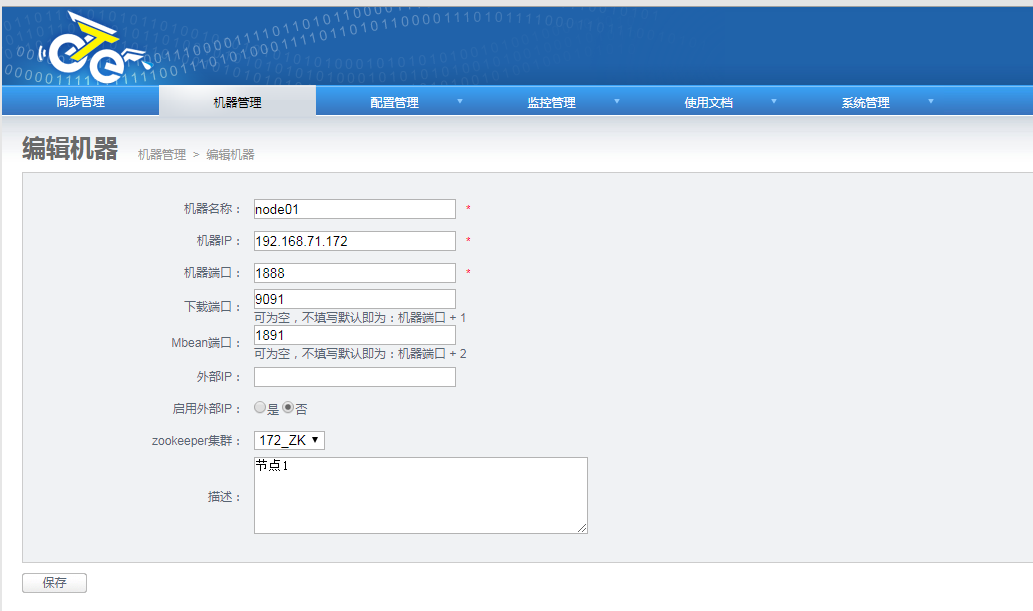 同步管理 机器管理 配置管理 监控管理 使用文档 系统管理
编辑机器 机器管理 > 编辑机器
机器名称： node01 *
机器IP： 192.168.71.172 *
机器端口： 1888 *
下载端口： 9091
可为空，不填写默认即为：机器端口 + 1
Mbean端口： 1891
可为空，不填写默认即为：机器端口 + 2
外部IP：
启用外部IP： 是 否
zookeeper集群： 172_ZK
描述： 节点1
保存